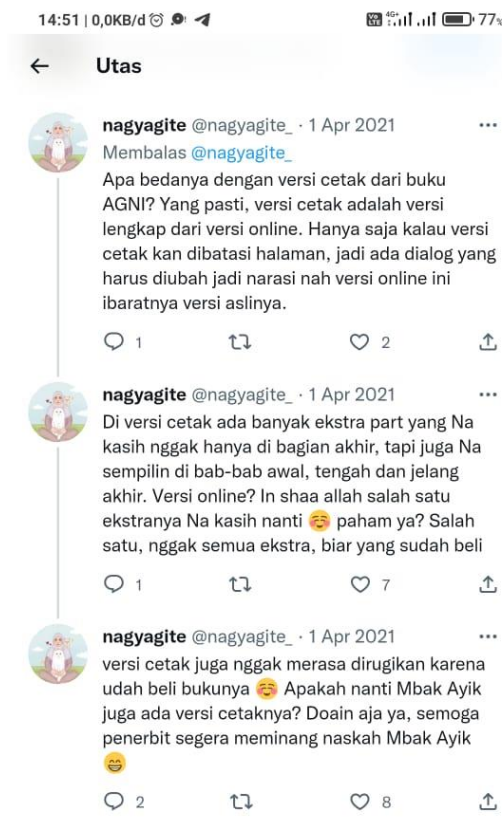 14:51 | 0,0KB/d
Vo LTE 4G+ 77%
Utas
nagyagite @nagyagite_ · 1 Apr 2021
Membalas @nagyagite_
Apa bedanya dengan versi cetak dari buku
AGNI? Yang pasti, versi cetak adalah versi
lengkap dari versi online. Hanya saja kalau versi
cetak kan dibatasi halaman, jadi ada dialog yang
harus diubah jadi narasi nah versi online ini
ibaratnya versi aslinya.
1 2
nagyagite @nagyagite_ · 1 Apr 2021
Di versi cetak ada banyak ekstra part yang Na
kasih nggak hanya di bagian akhir, tapi juga Na
sempilin di bab-bab awal, tengah dan jelang
akhir. Versi online? In shaa allah salah satu
ekstranya Na kasih nanti ☺️ paham ya? Salah
satu, nggak semua ekstra, biar yang sudah beli
1 7
nagyagite @nagyagite_ · 1 Apr 2021
versi cetak juga nggak merasa dirugikan karena
udah beli bukunya ☺️ Apakah nanti Mbak Ayik
juga ada versi cetaknya? Doain aja ya, semoga
penerbit segera meminang naskah Mbak Ayik
😁
2 8